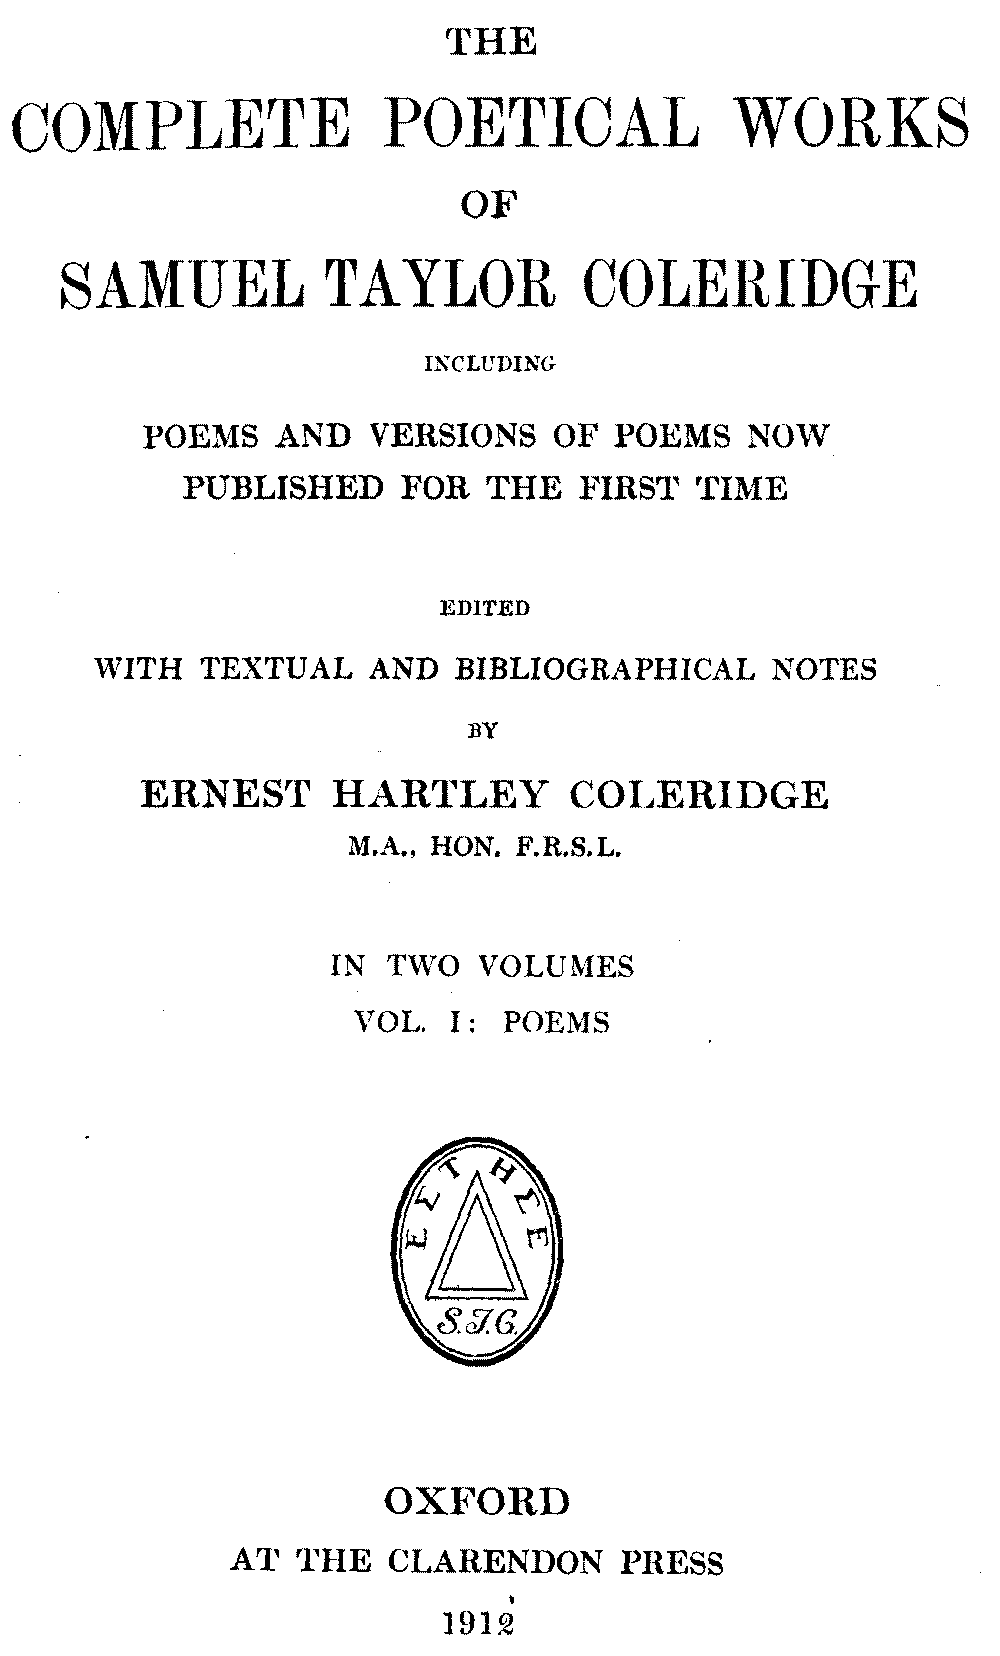 THE
COMPLETE POETICAL WORKS
OF
SAMUEL TAYLOR COLERIDGE
INCLUDING
POEMS AND VERSIONS OF POEMS NOW
PUBLISHED FOR THE FIRST TIME
EDITED
WITH TEXTUAL AND BIBLIOGRAPHICAL NOTES
BY
ERNEST HARTLEY COLERIDGE
M.A., HON. F.R.S.L.
IN TWO VOLUMES
VOL. I: POEMS
ΕΣΤΗΣΕ
S.T.C.
OXFORD
AT THE CLARENDON PRESS
1912